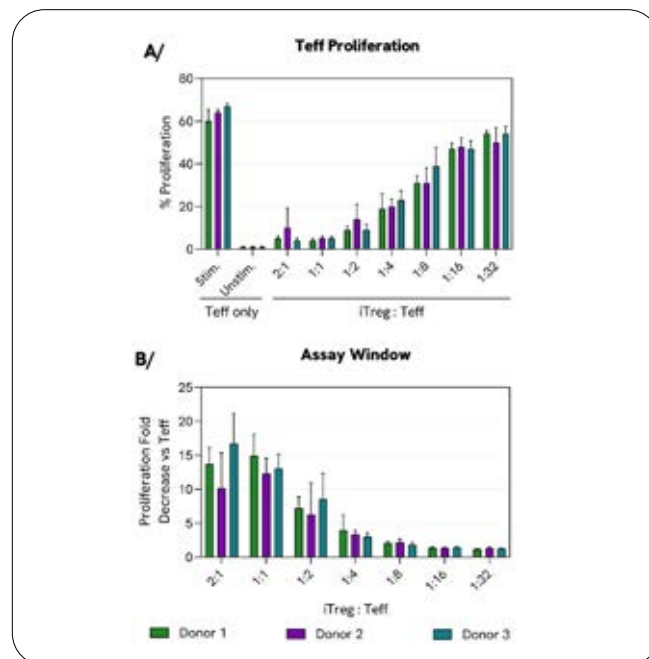 A/
Teff Proliferation
% Proliferation
80
60
40
20
0
Stim.
Unstim.
2:1
1:1
1:2
1:4
1:8
1:16
1:32
Teff only
iTreg : Teff
B/
Assay Window
Proliferation Fold
Decrease vs Teff
25
20
15
10
5
0
2:1
1:1
1:2
1:4
1:8
1:16
1:32
iTreg : Teff
Donor 1
Donor 2
Donor 3